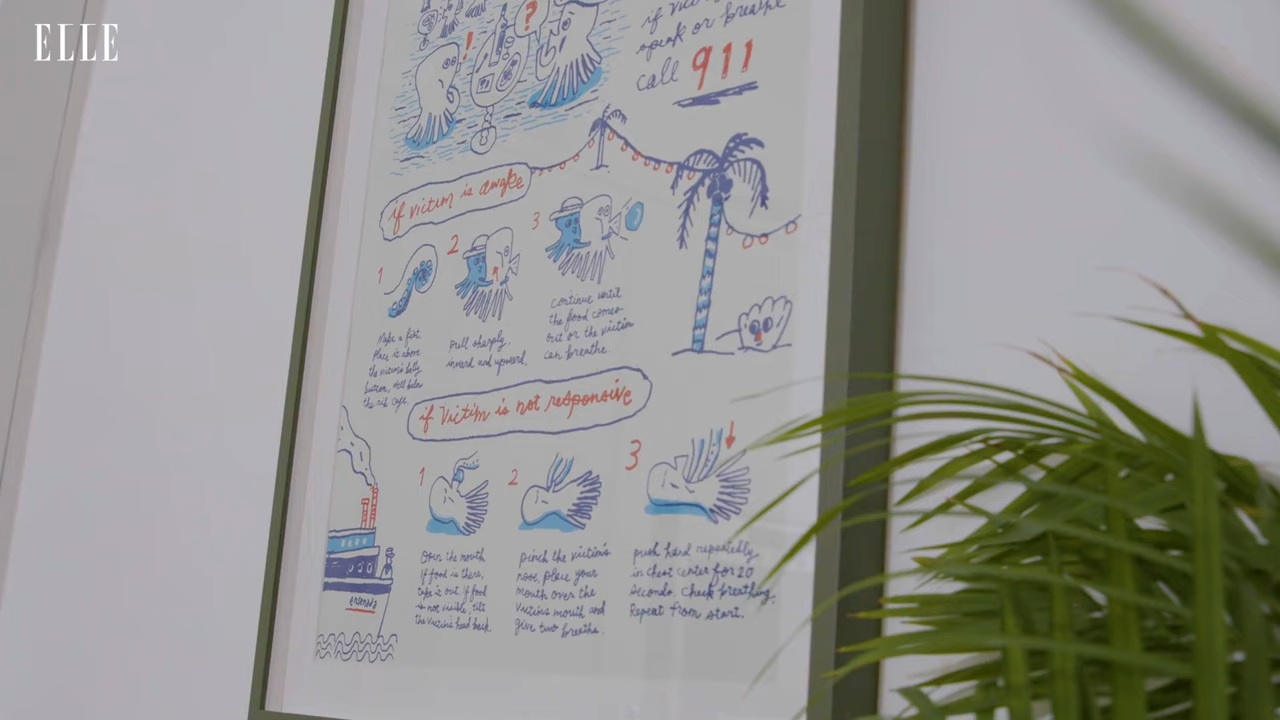 ELLE
if vict
speak or breathe
call 911
?
!
if victim is awake
1
2
3
Make a fist.
Place it above
the victim's belly
button, well below
the rib cage.
pull sharply
inward and upward.
continue until
the food comes
out or the victim
can breathe.
if Victim is not responsive
1
2
3
Open the mouth
If food is there,
take it out. If food
is not visible, tilt
the victim's head back.
pinch the victim's
nose, place your
mouth over the
victims mouth and
give two breaths.
push hard repeatedly
in chest center for 20
seconds. Check breathing.
Repeat from start.
ensenada